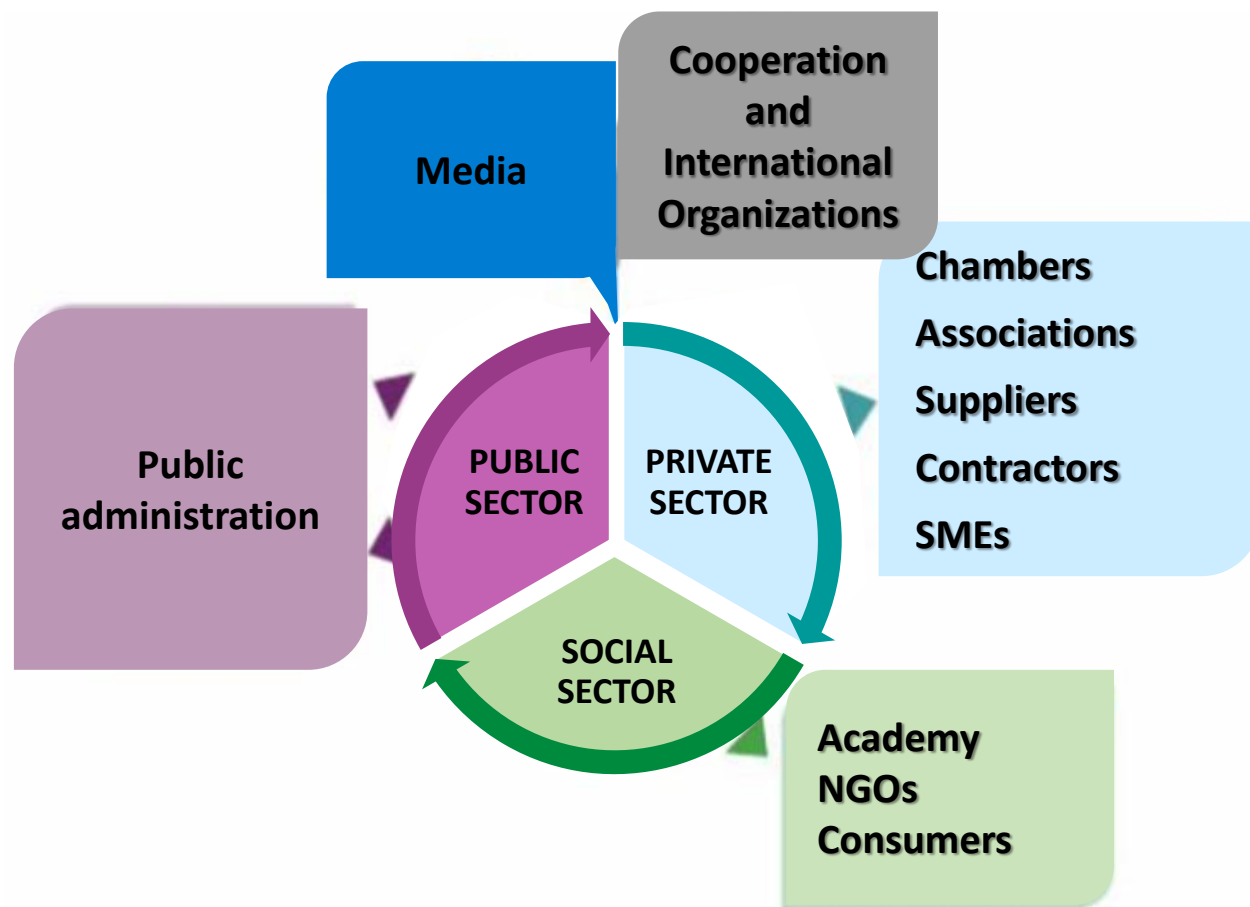 Media
Cooperation
and
International
Organizations
Chambers
Associations
Suppliers
Contractors
SMEs
Public
administration
PUBLIC
SECTOR
PRIVATE
SECTOR
SOCIAL
SECTOR
Academy
NGOs
Consumers